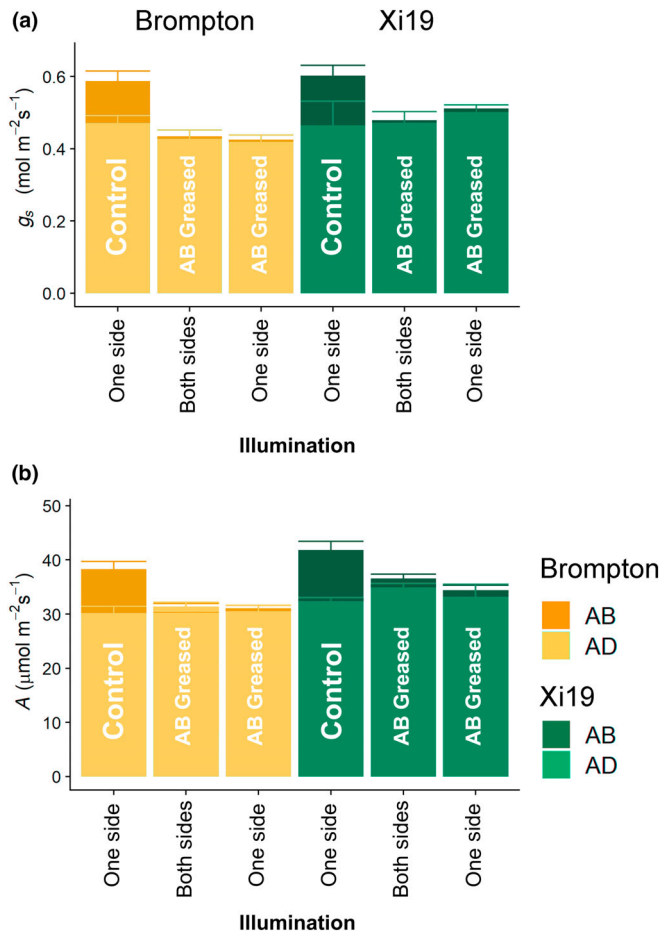 (a)
Brompton Xi19
0.6
0.4
0.2
0.0
gs (mol m−2s−1)
Control
AB Greased
AB Greased
Control
AB Greased
AB Greased
One side
Both sides
One side
One side
Both sides
One side
Illumination
(b)
50
40
30
20
10
0
A (μmol m−2s−1)
Control
AB Greased
AB Greased
Control
AB Greased
AB Greased
One side
Both sides
One side
One side
Both sides
One side
Illumination
Brompton
AB
AD
Xi19
AB
AD